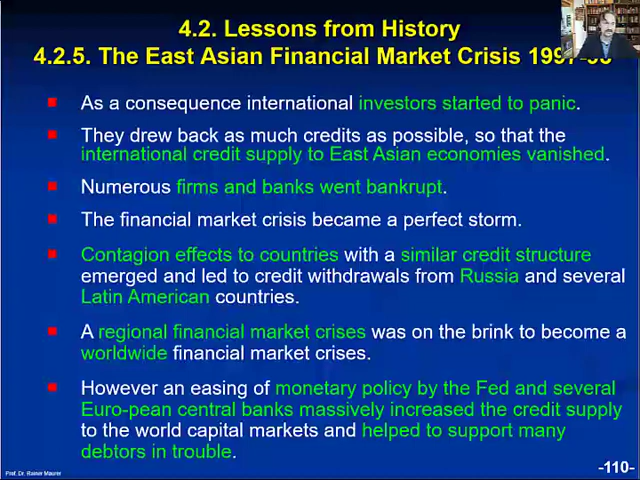 4.2. Lessons from History
4.2.5. The East Asian Financial Market Crisis 1997-98
As a consequence international investors started to panic.
They drew back as much credits as possible, so that the
international credit supply to East Asian economies vanished.
Numerous firms and banks went bankrupt.
The financial market crisis became a perfect storm.
Contagion effects to countries with a similar credit structure
emerged and led to credit withdrawals from Russia and several
Latin American countries.
A regional financial market crises was on the brink to become a
worldwide financial market crises.
However an easing of monetary policy by the Fed and several
Euro-pean central banks massively increased the credit supply
to the world capital markets and helped to support many
debtors in trouble.
Prof. Dr. Rainer Maurer
-110-